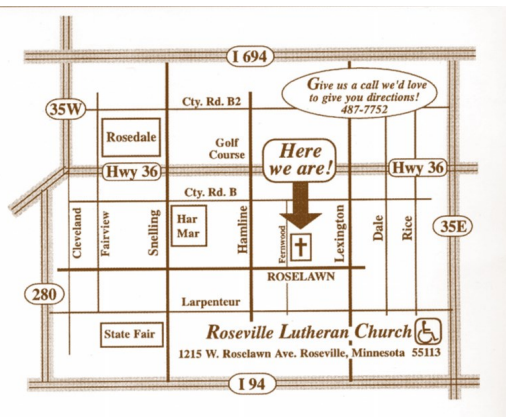 I 694
Give us a call we'd love
to give you directions!
487-7752
35W
Cty. Rd. B2
Rosedale
Golf
Course
Here
we are!
Hwy 36
Hwy 36
Cty. Rd. B
Cleveland
Fairview
Snelling
Har
Mar
Hamline
Fernwood
Lexington
Dale
Rice
35E
ROSELAWN
280
Larpenteur
State Fair
Roseville Lutheran Church
1215 W. Roselawn Ave. Roseville, Minnesota 55113
I 94